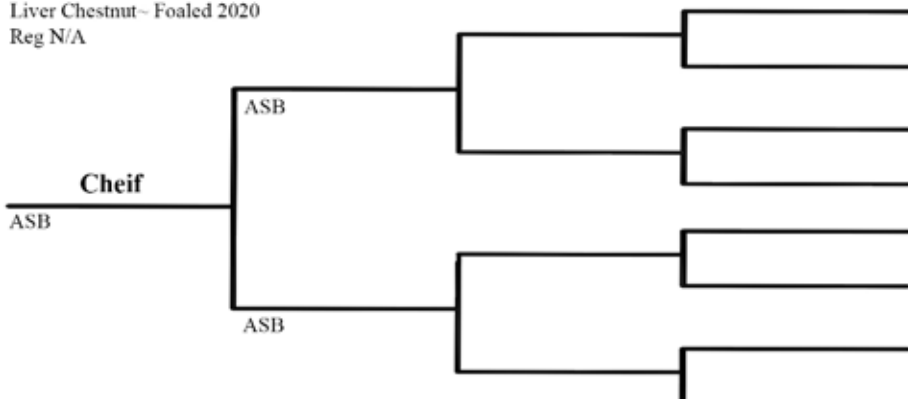 Liver Chestnut~ Foaled 2020
Reg N/A
ASB
Cheif
ASB
ASB